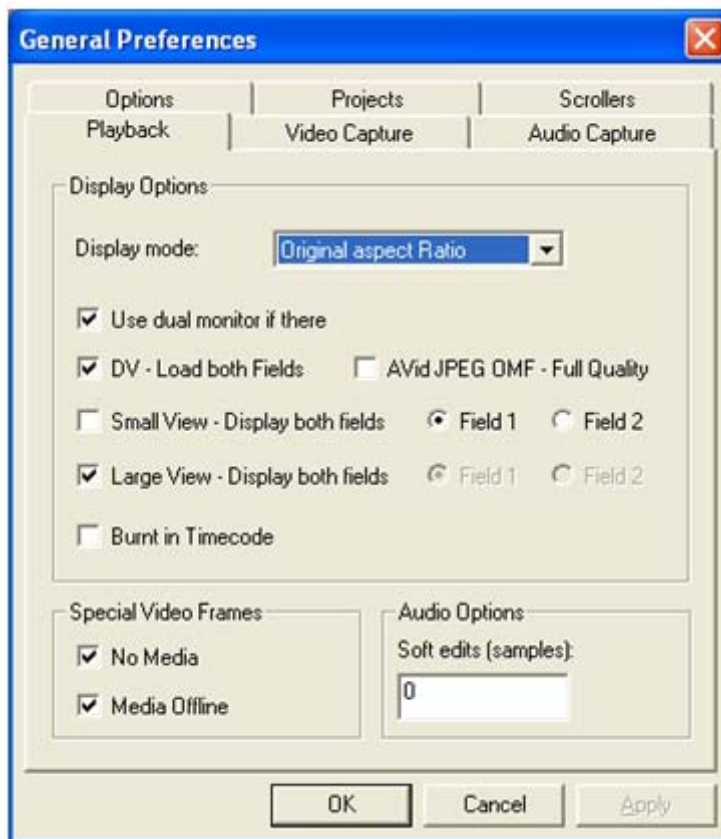 General Preferences
Options Projects Scrollers
Playback Video Capture Audio Capture
Display Options
Display mode: Original aspect Ratio
Use dual monitor if there
DV - Load both Fields AVid JPEG OMF - Full Quality
Small View - Display both fields Field 1 Field 2
Large View - Display both fields Field 1 Field 2
Burnt in Timecode
Special Video Frames
No Media
Media Offline
Audio Options
Soft edits (samples):
0
OK Cancel Apply